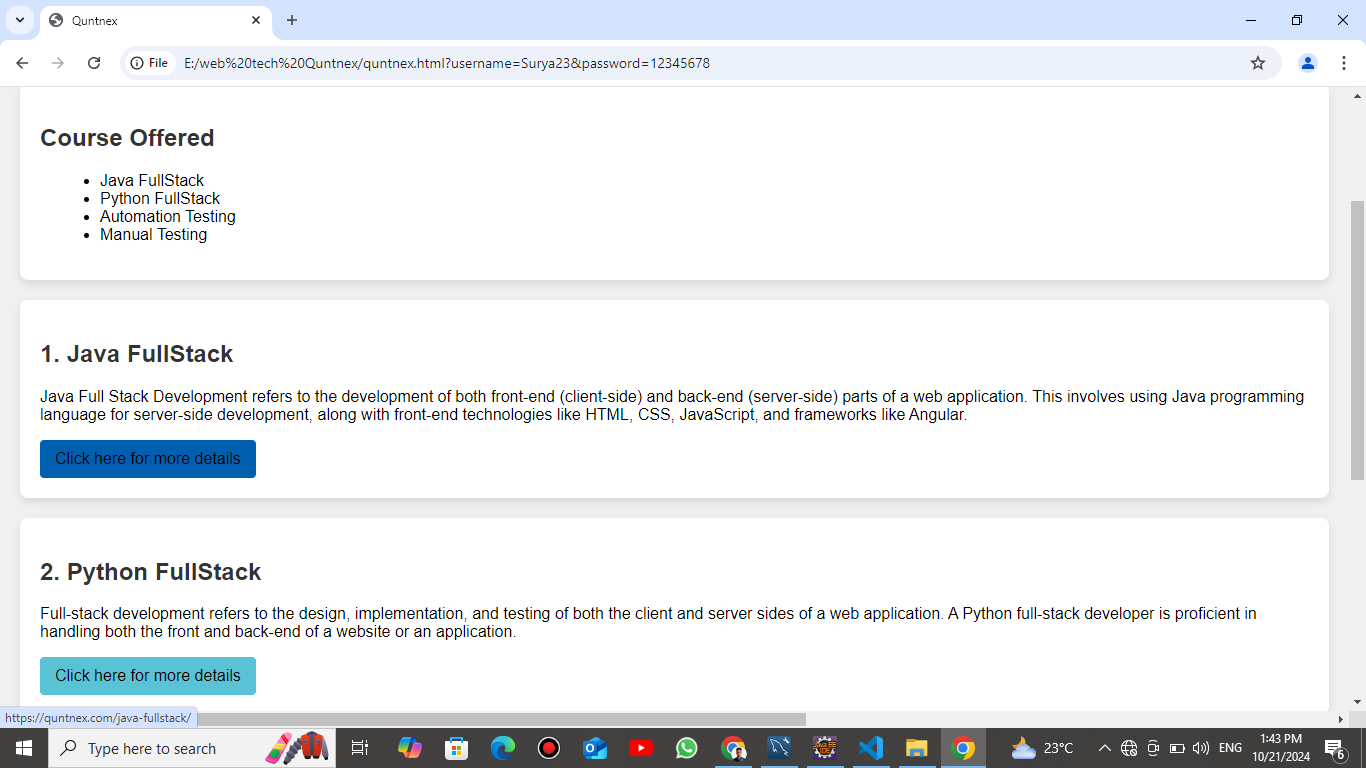 Quntnex
File
E:/web%20tech%20Quntnex/quntnex.html?username=Surya23&password=12345678
Course Offered
Java FullStack
Python FullStack
Automation Testing
Manual Testing
1. Java FullStack
Java Full Stack Development refers to the development of both front-end (client-side) and back-end (server-side) parts of a web application. This involves using Java programming
language for server-side development, along with front-end technologies like HTML, CSS, JavaScript, and frameworks like Angular.
Click here for more details
2. Python FullStack
Full-stack development refers to the design, implementation, and testing of both the client and server sides of a web application. A Python full-stack developer is proficient in
handling both the front and back-end of a website or an application.
Click here for more details
https://quntnex.com/java-fullstack/
Type here to search
23°C
ENG
1:43 PM
10/21/2024
6